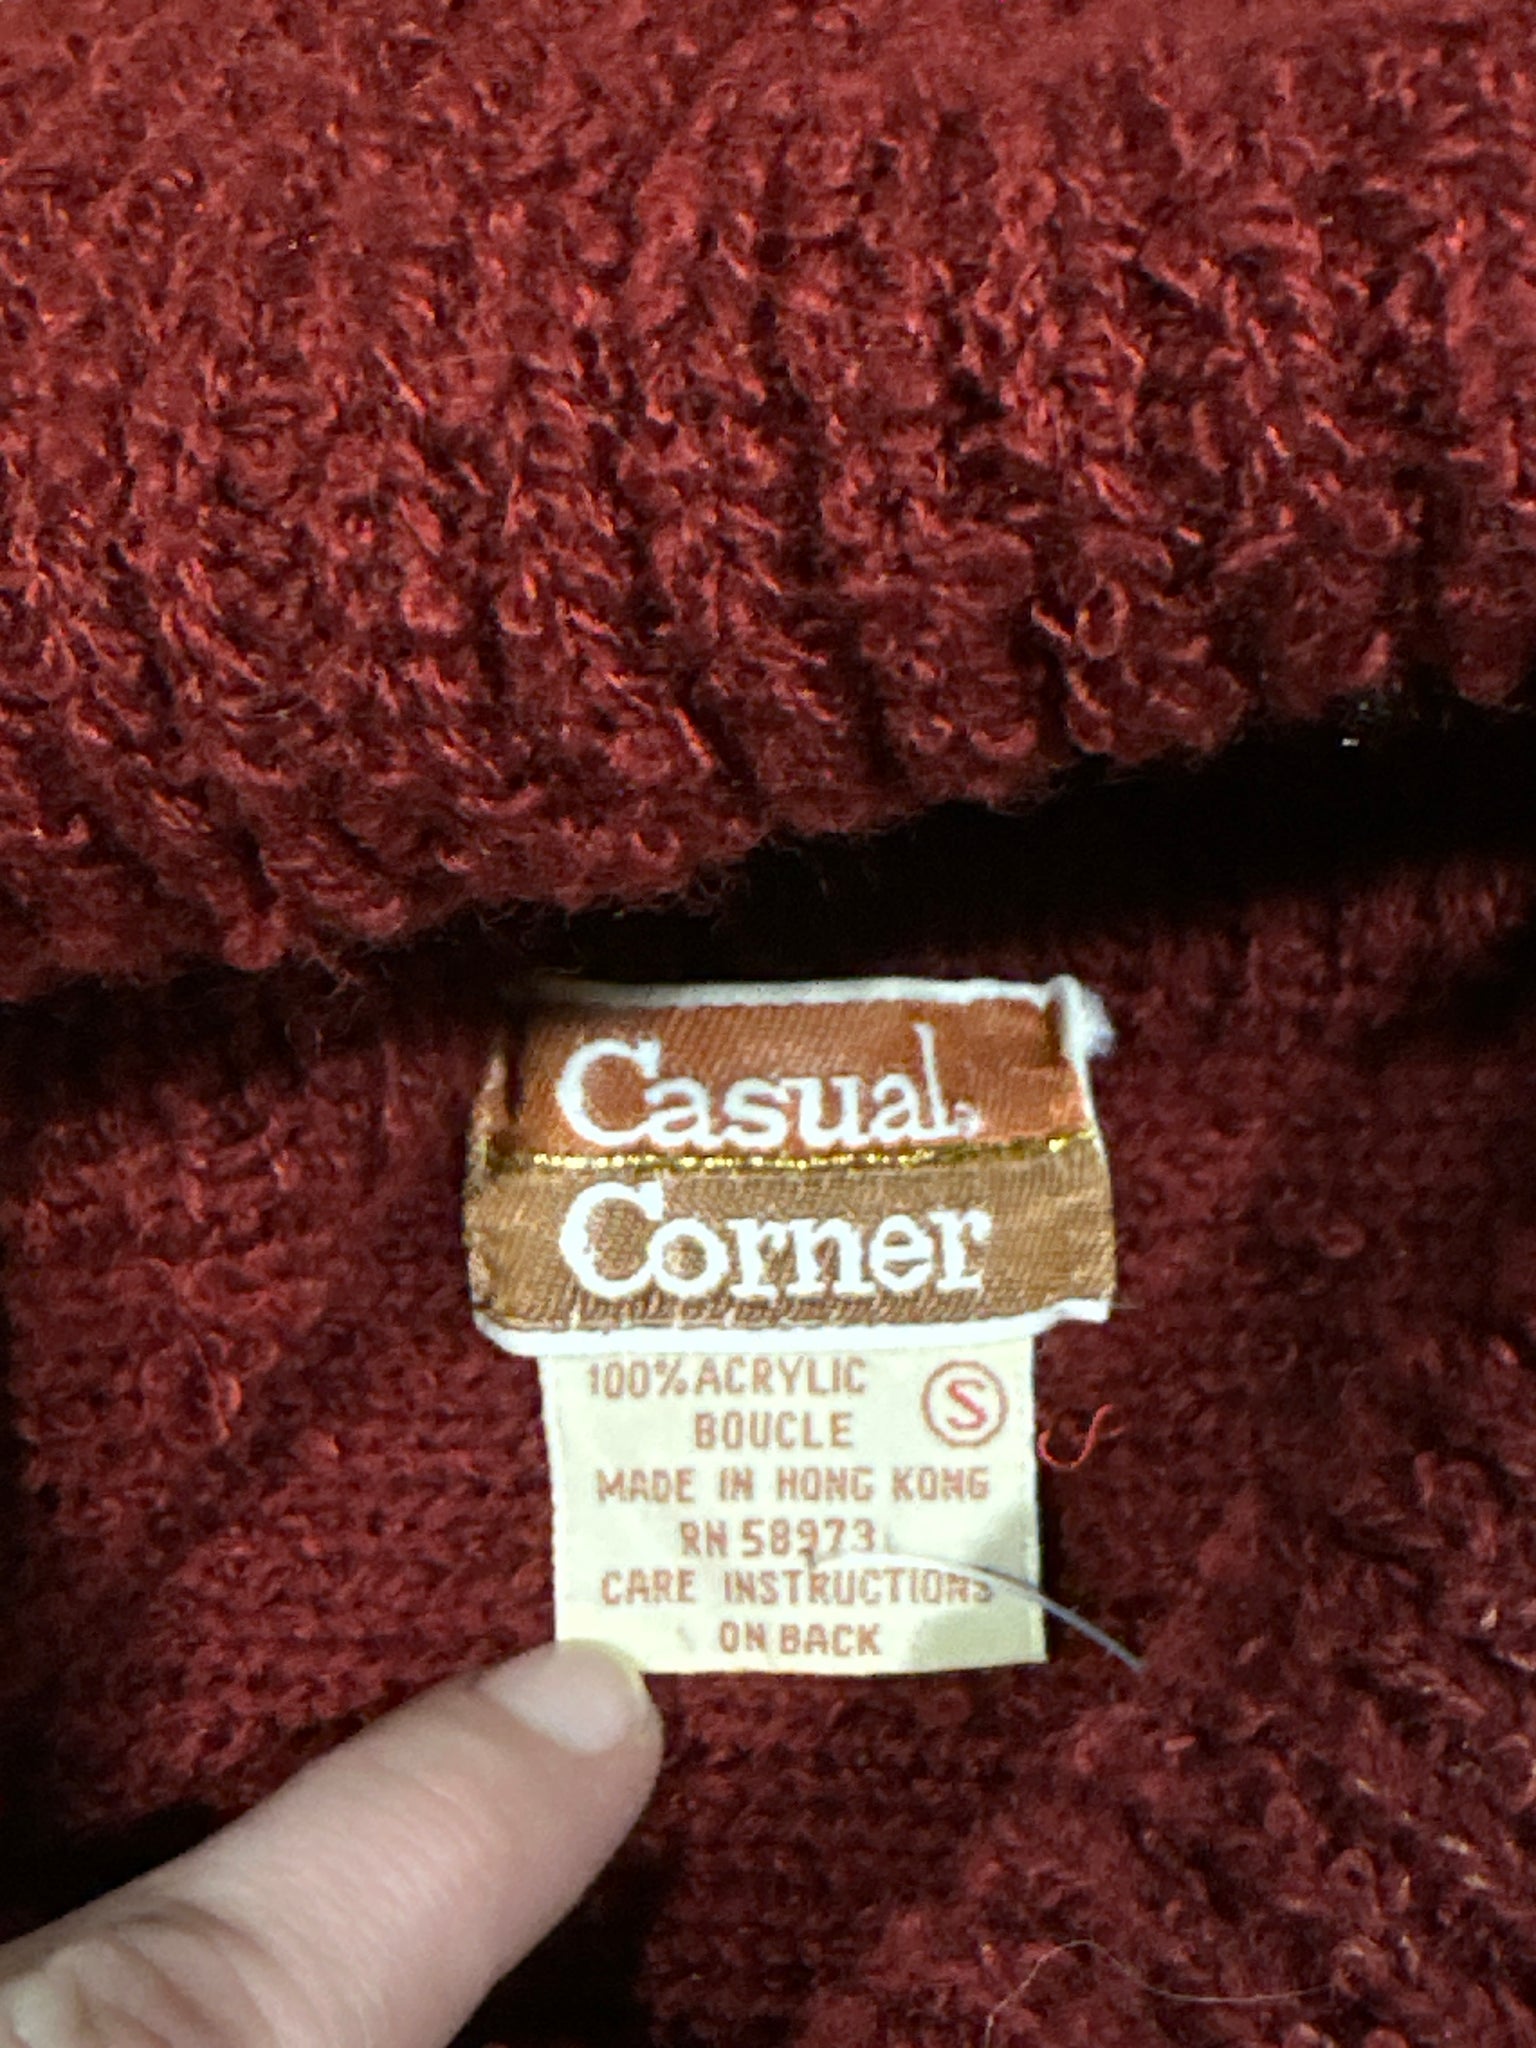 Casual
Corner
100% ACRYLIC
BOUCLE
S
MADE IN HONG KONG
RN 58973
CARE INSTRUCTIONS
ON BACK